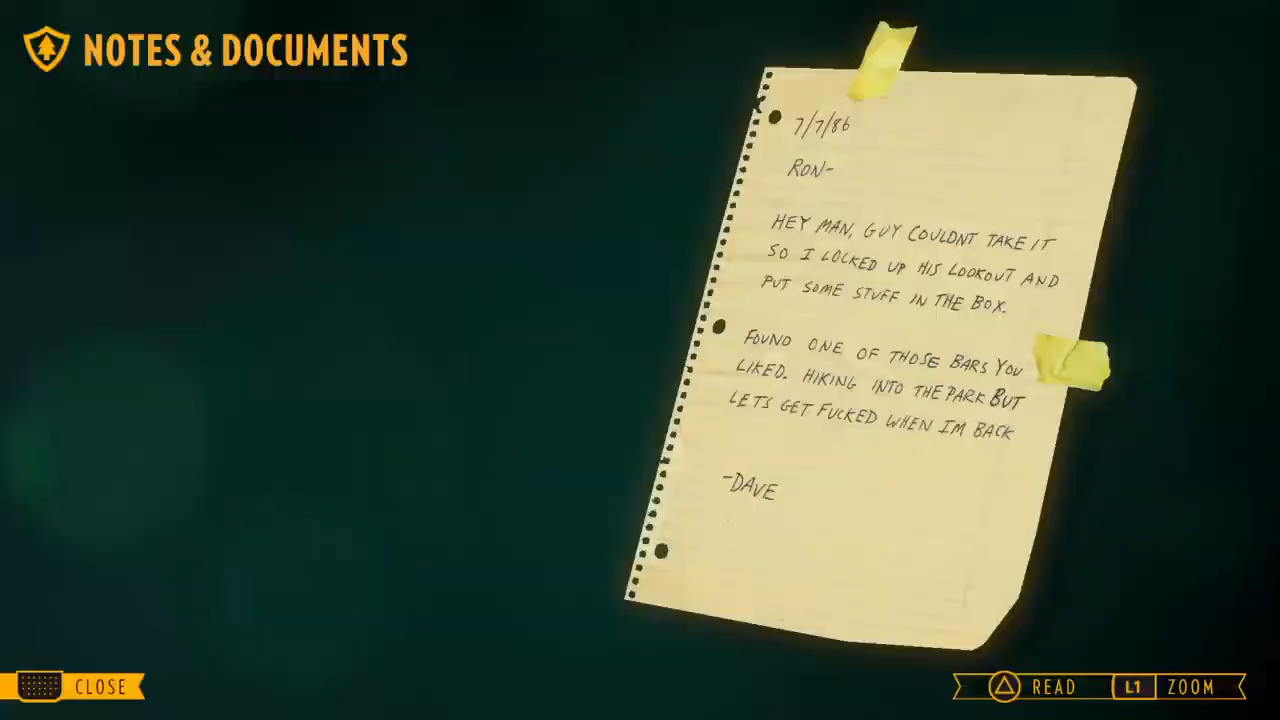 NOTES & DOCUMENTS
7/7/86
RON-
HEY MAN, GUY COULDNT TAKE IT
SO I LOCKED UP HIS LOOKOUT AND
PUT SOME STUFF IN THE BOX.
FOUND ONE OF THOSE BARS YOU
LIKED. HIKING INTO THE PARK BUT
LETS GET FUCKED WHEN IM BACK
-DAVE
CLOSE
READ L1 ZOOM